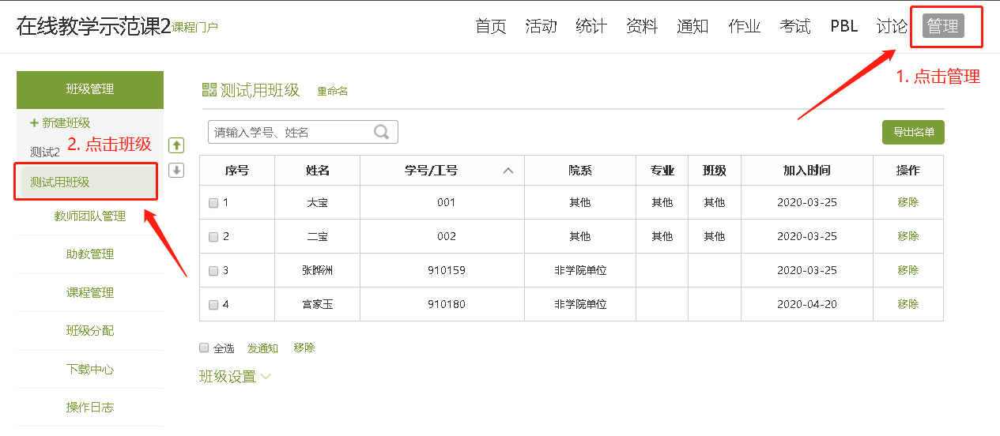 在线教学示范课2 课程门户 首页 活动 统计 资料 通知 作业 考试 PBL 讨论 管理
1. 点击管理
班级管理
+ 新建班级
测试2 2. 点击班级
测试用班级
教师团队管理
助教管理
课程管理
班级分配
下载中心
操作日志
测试用班级 重命名
请输入学号、姓名 导出名单
序号 姓名 学号/工号 院系 专业 班级 加入时间 操作
1 大宝 001 其他 其他 其他 2020-03-25 移除
2 二宝 002 其他 其他 其他 2020-03-25 移除
3 张晔洲 910159 非学院单位 2020-03-25 移除
4 宫家玉 910180 非学院单位 2020-04-20 移除
全选 发通知 移除
班级设置